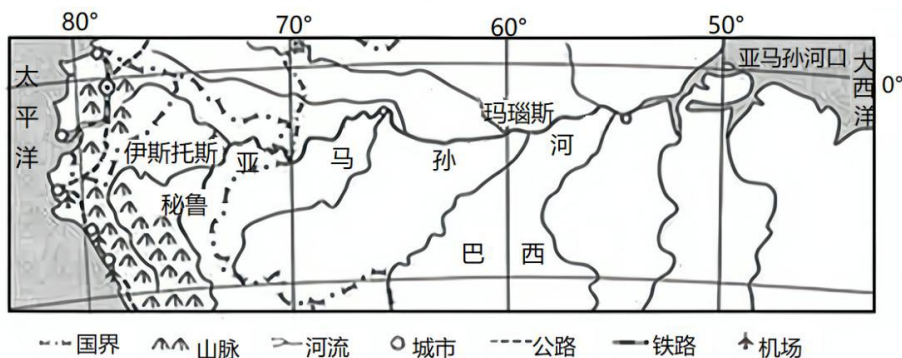 80° 70° 60° 50°
亚马孙河口
太平洋
大西洋
0°
玛瑙斯
伊斯托斯
亚 马 孙 河
秘鲁
巴 西
国界 山脉 河流 城市 公路 铁路 机场